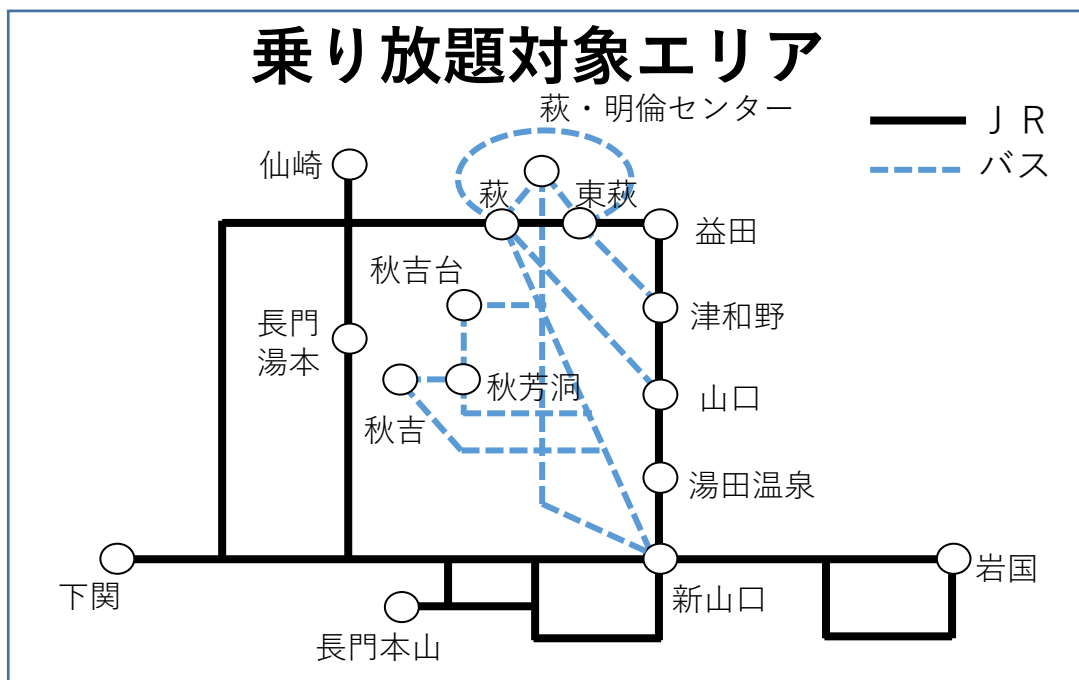 乗り放題対象エリア
萩・明倫センター
ＪＲ
バス
仙崎
萩
東萩
益田
秋吉台
津和野
長門
湯本
秋芳洞
山口
秋吉
湯田温泉
下関
新山口
岩国
長門本山